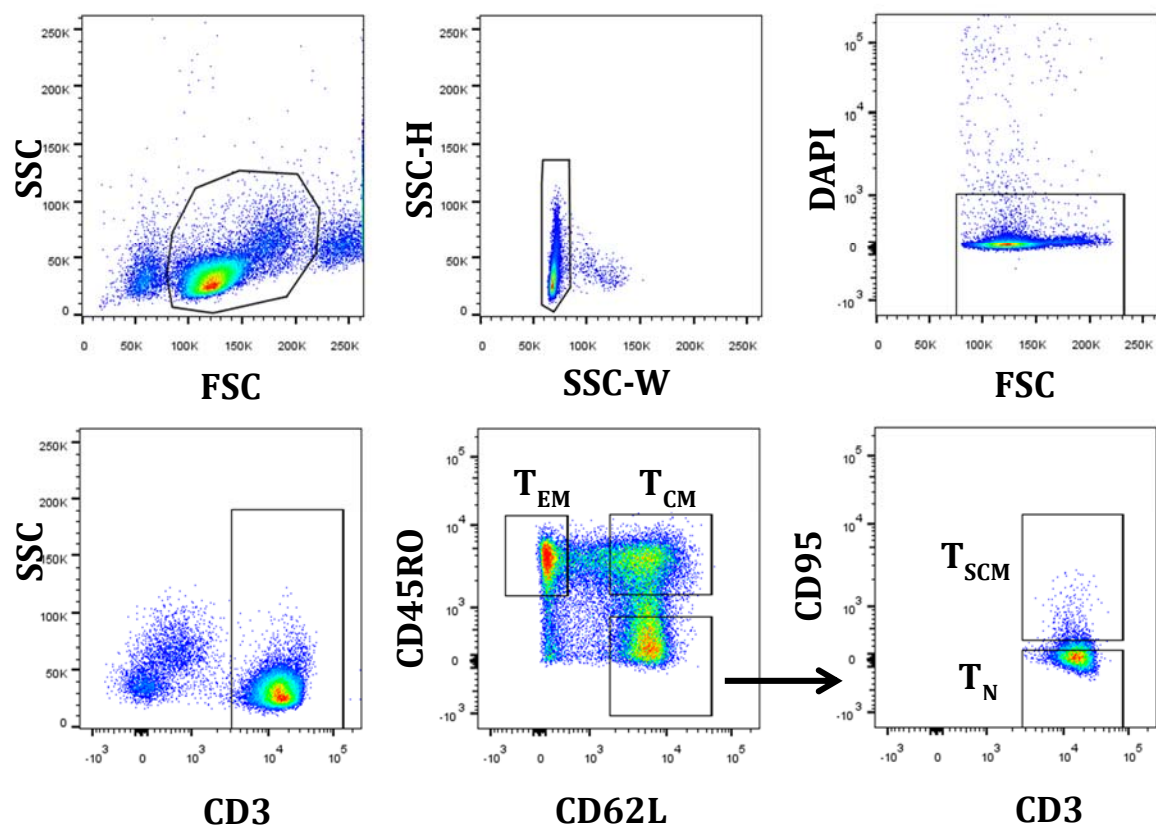 SSC
250K
200K
150K
100K
50K
0
0 50K 100K 150K 200K 250K
FSC
SSC-H
250K
200K
150K
100K
50K
0
0 50K 100K 150K 200K 250K
SSC-W
DAPI
10^5
10^4
10^3
0
-10^3
0 50K 100K 150K 200K 250K
FSC
SSC
250K
200K
150K
100K
50K
0
-10^3 0 10^3 10^4 10^5
CD3
CD45RO
10^5
10^4
10^3
0
-10^3
T_EM T_CM
-10^3 0 10^3 10^4 10^5
CD62L
CD95
10^5
10^4
10^3
0
-10^3
T_SCM
T_N
-10^3 0 10^3 10^4 10^5
CD3